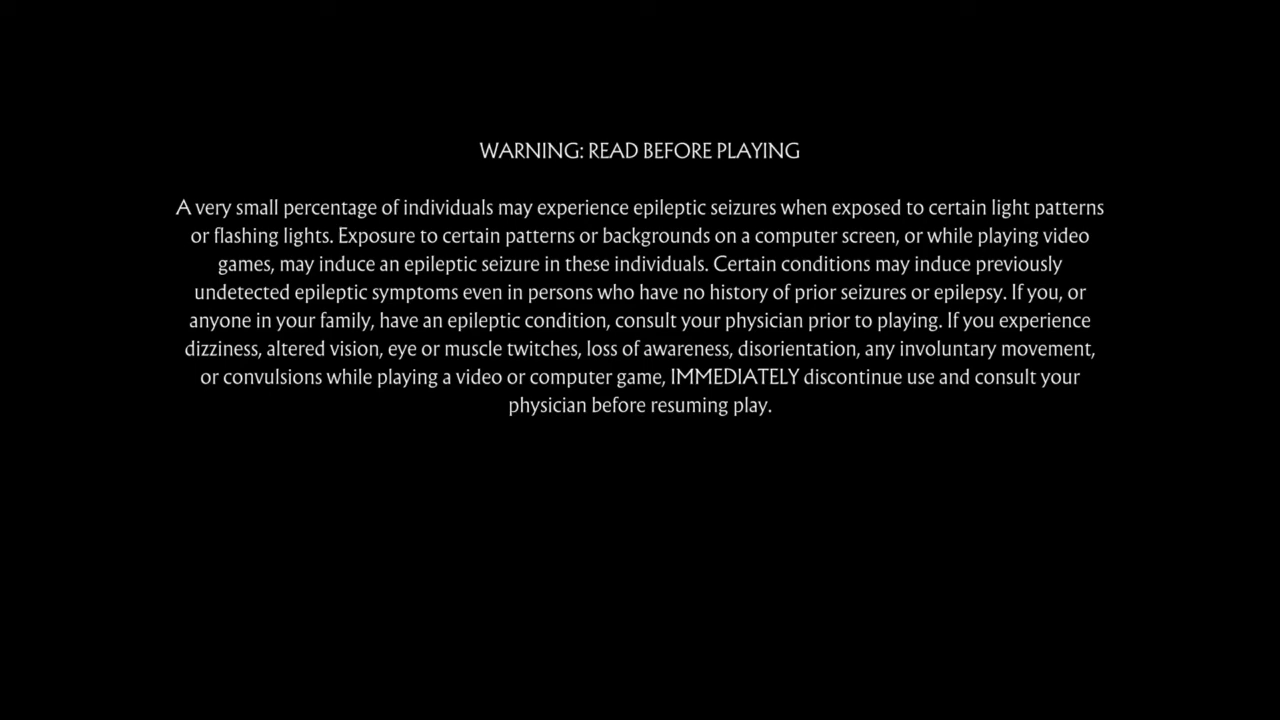 WARNING: READ BEFORE PLAYING
A very small percentage of individuals may experience epileptic seizures when exposed to certain light patterns
or flashing lights. Exposure to certain patterns or backgrounds on a computer screen, or while playing video
games, may induce an epileptic seizure in these individuals. Certain conditions may induce previously
undetected epileptic symptoms even in persons who have no history of prior seizures or epilepsy. If you, or
anyone in your family, have an epileptic condition, consult your physician prior to playing. If you experience
dizziness, altered vision, eye or muscle twitches, loss of awareness, disorientation, any involuntary movement,
or convulsions while playing a video or computer game, IMMEDIATELY discontinue use and consult your
physician before resuming play.